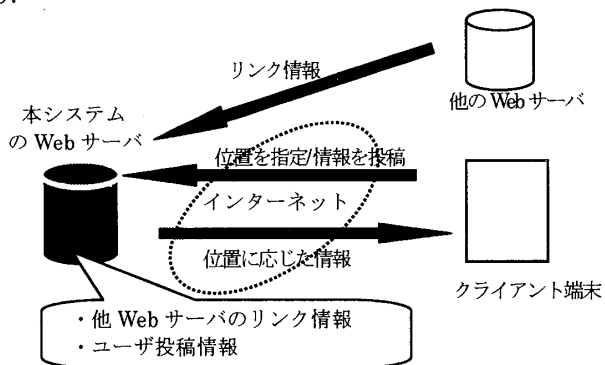 リンク情報
他の Web サーバ
本システム
の Web サーバ
位置を指定/情報を投稿
インターネット
位置に応じた情報
クライアント端末
・他 Web サーバのリンク情報
・ユーザ投稿情報